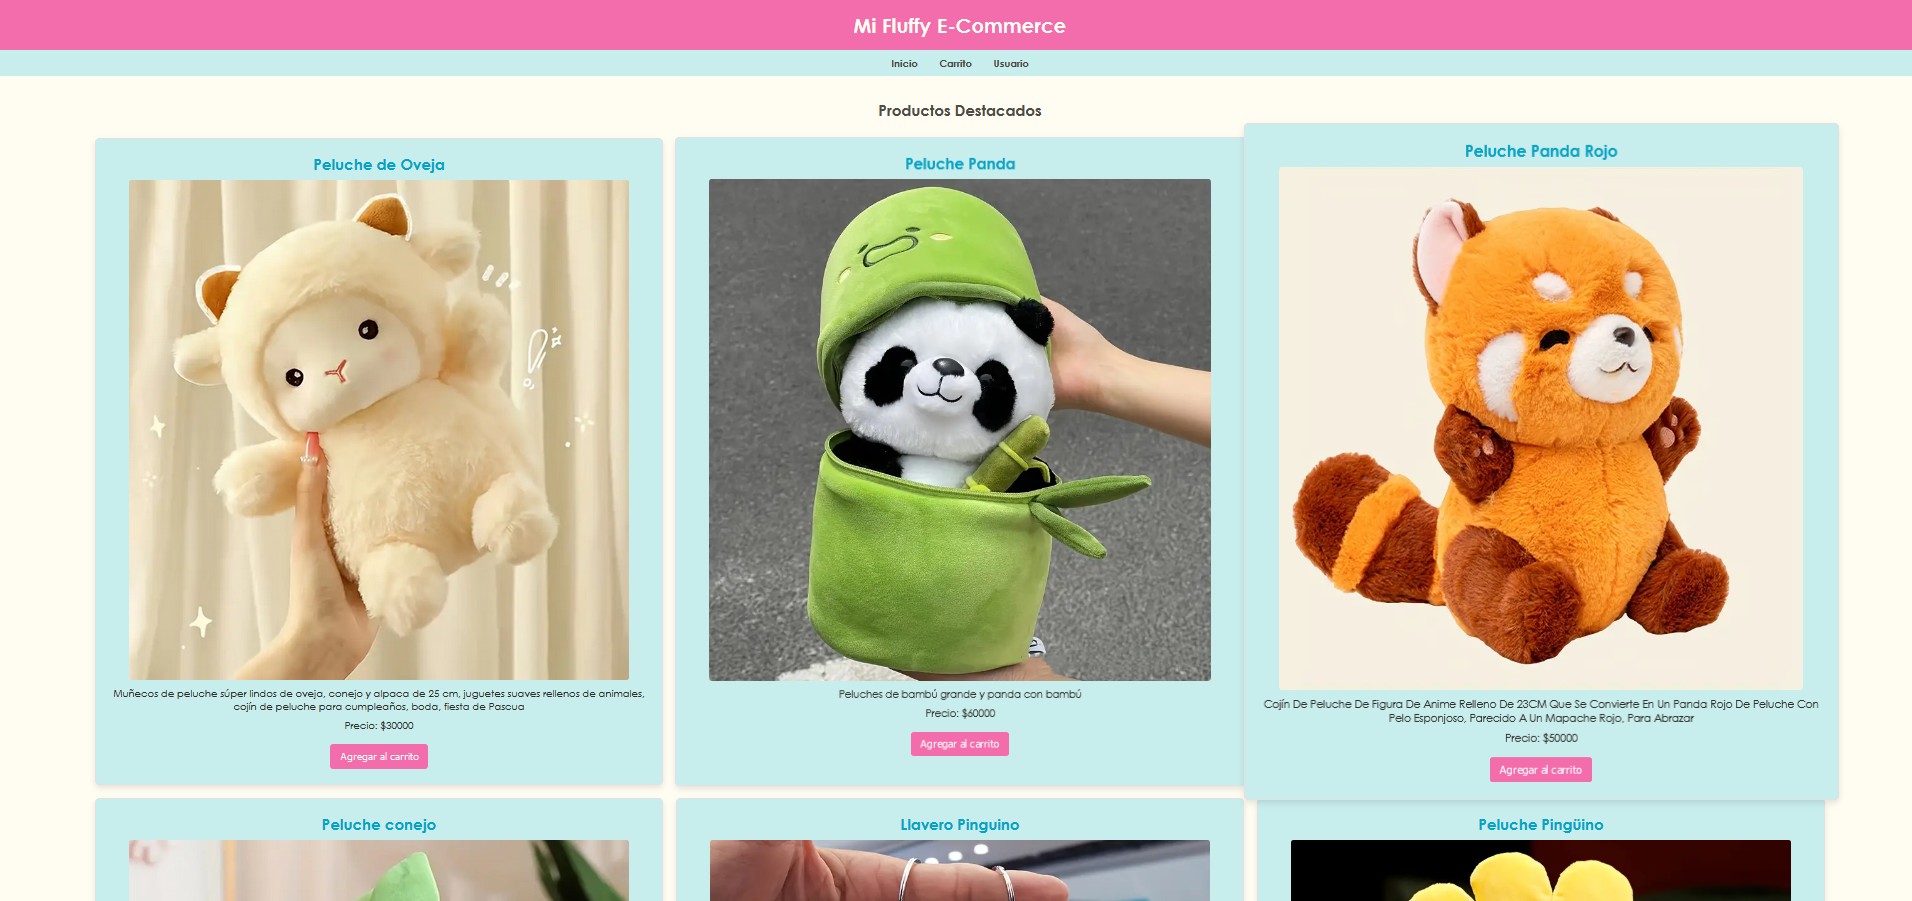 Mi Fluffy E-Commerce
Inicio Carrito Usuario
Productos Destacados
Peluche de Oveja
Muñecos de peluche súper lindos de oveja, conejo y alpaca de 25 cm, juguetes suaves rellenos de animales,
cojín de peluche para cumpleaños, boda, fiesta de Pascua
Precio: $30000
Agregar al carrito
Peluche Panda
Peluches de bambú grande y panda con bambú
Precio: $60000
Agregar al carrito
Peluche Panda Rojo
Cojín De Peluche De Figura De Anime Relleno De 23CM Que Se Convierte En Un Panda Rojo De Peluche Con
Pelo Esponjoso, Parecido A Un Mapache Rojo, Para Abrazar
Precio: $50000
Agregar al carrito
Peluche conejo
Llavero Pinguino
Peluche Pingüino